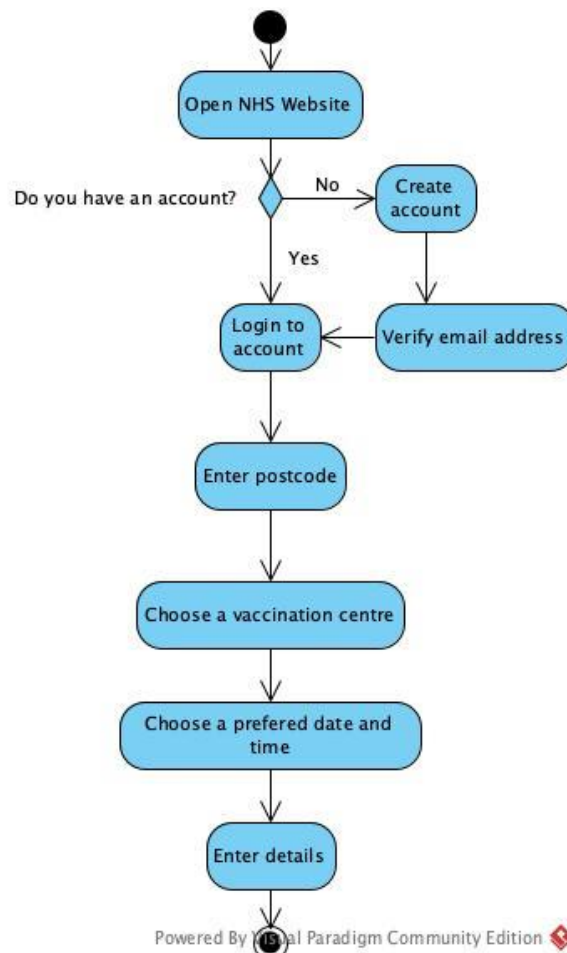 Open NHS Website
Do you have an account?
No
Create
account
Yes
Login to
account
Verify email address
Enter postcode
Choose a vaccination centre
Choose a prefered date and
time
Enter details
Powered By Visual Paradigm Community Edition